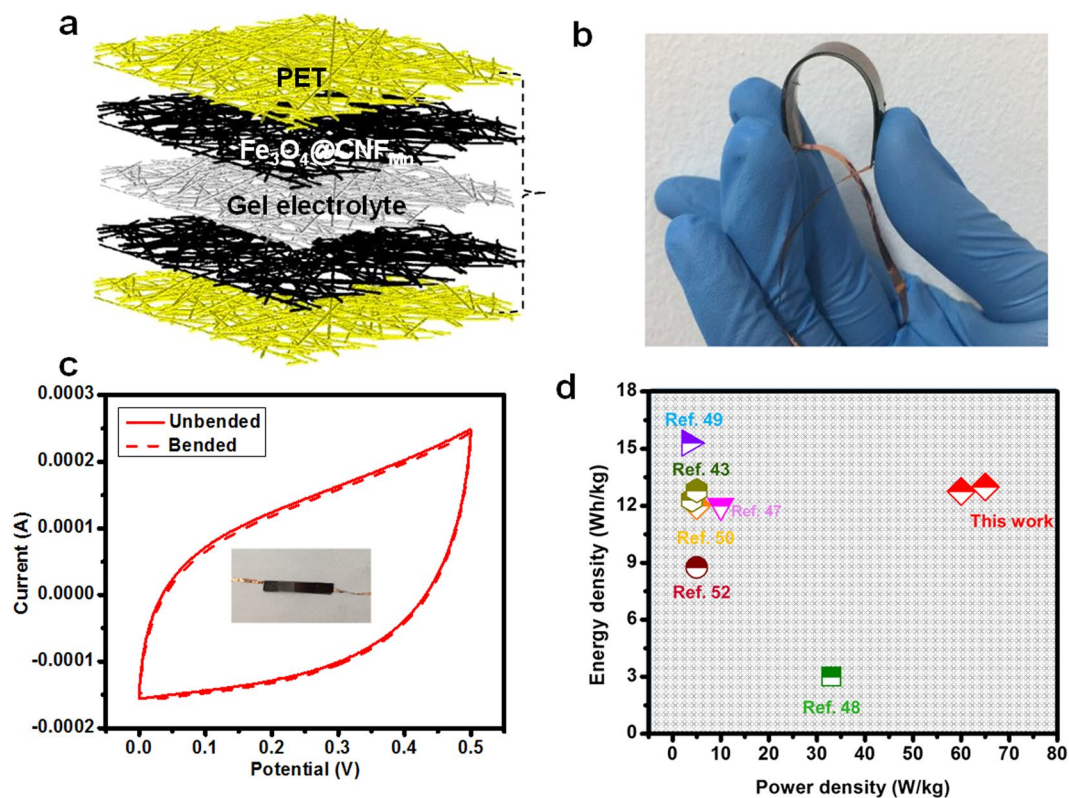 a
PET
Fe3O4@CNFMn
Gel electrolyte
b
c
Current (A)
0.0003
0.0002
0.0001
0.0000
-0.0001
-0.0002
Unbended
Bended
0.0 0.1 0.2 0.3 0.4 0.5
Potential (V)
d
Energy density (Wh/kg)
18
15
12
9
6
3
0
Ref. 49
Ref. 43
Ref. 47
Ref. 50
Ref. 52
Ref. 48
This work
0 10 20 30 40 50 60 70 80
Power density (W/kg)